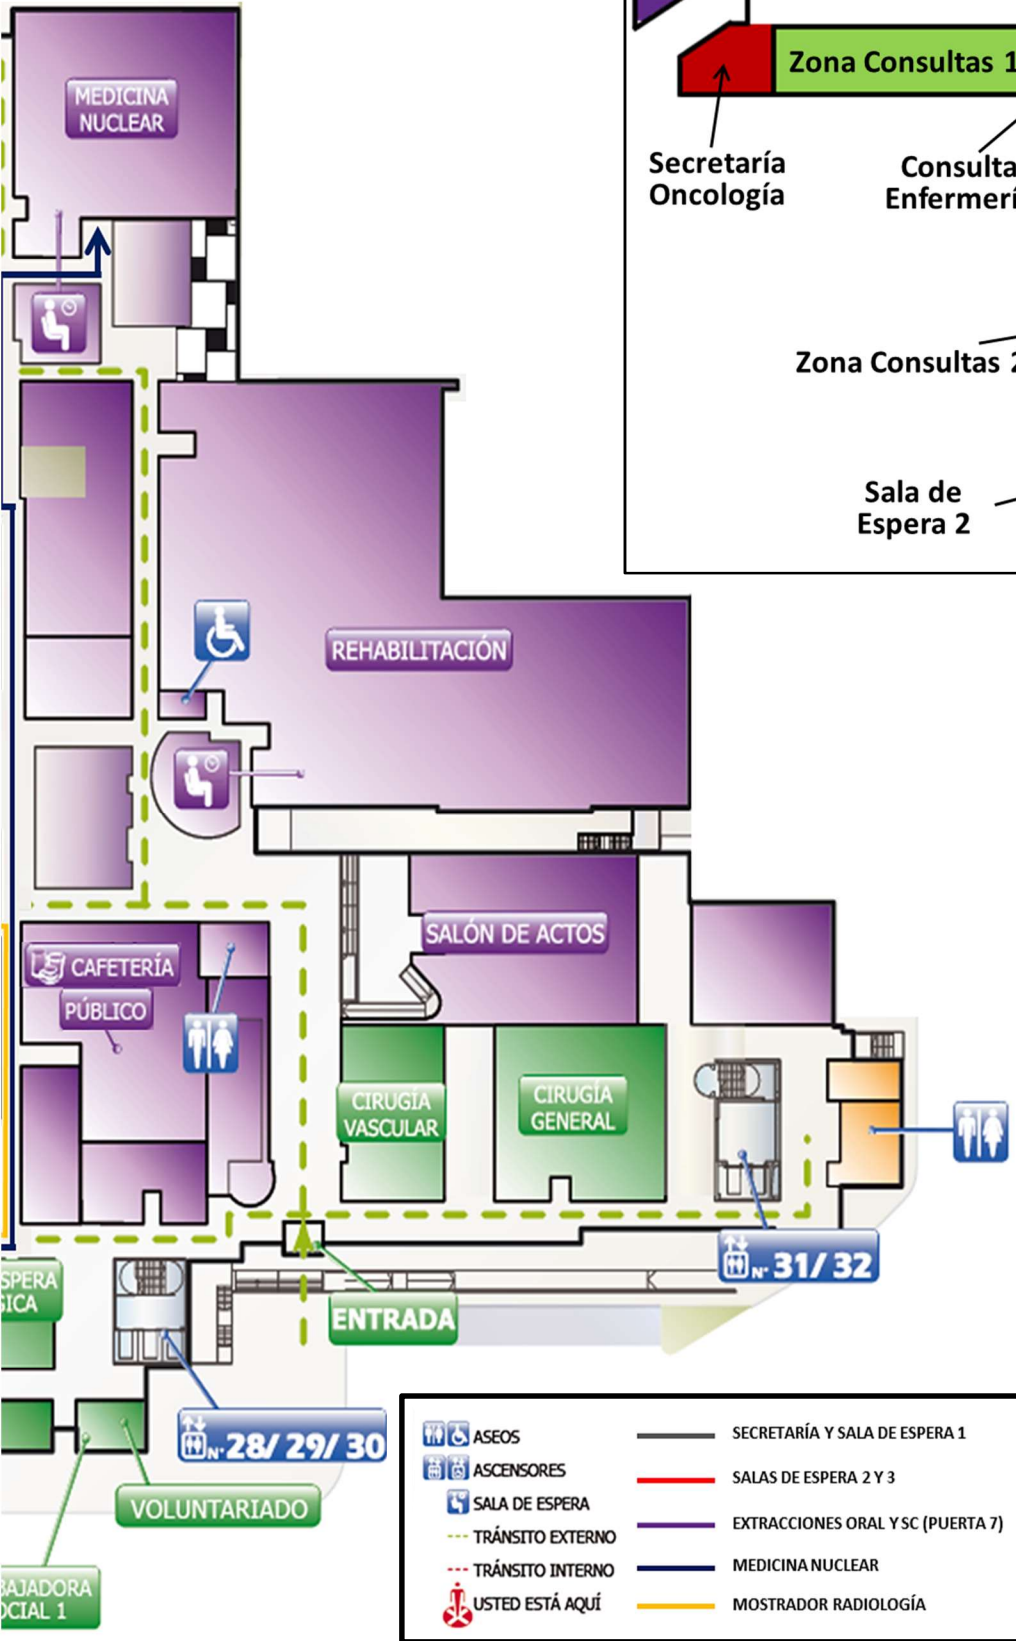 MEDICINA
NUCLEAR
Zona Consultas 1
Secretaría
Oncología
Consulta
Enfermerí
Zona Consultas 2
Sala de
Espera 2
REHABILITACIÓN
SALÓN DE ACTOS
CAFETERÍA
PÚBLICO
CIRUGÍA
VASCULAR
CIRUGÍA
GENERAL
Nº 31/ 32
SPERA
SICA
ENTRADA
Nº 28/ 29/ 30
VOLUNTARIADO
BAJADORA
OCIAL 1
ASEOS
ASCENSORES
SALA DE ESPERA
TRÁNSITO EXTERNO
TRÁNSITO INTERNO
USTED ESTÁ AQUÍ
SECRETARÍA Y SALA DE ESPERA 1
SALAS DE ESPERA 2 Y 3
EXTRACCIONES ORAL Y SC (PUERTA 7)
MEDICINA NUCLEAR
MOSTRADOR RADIOLOGÍA